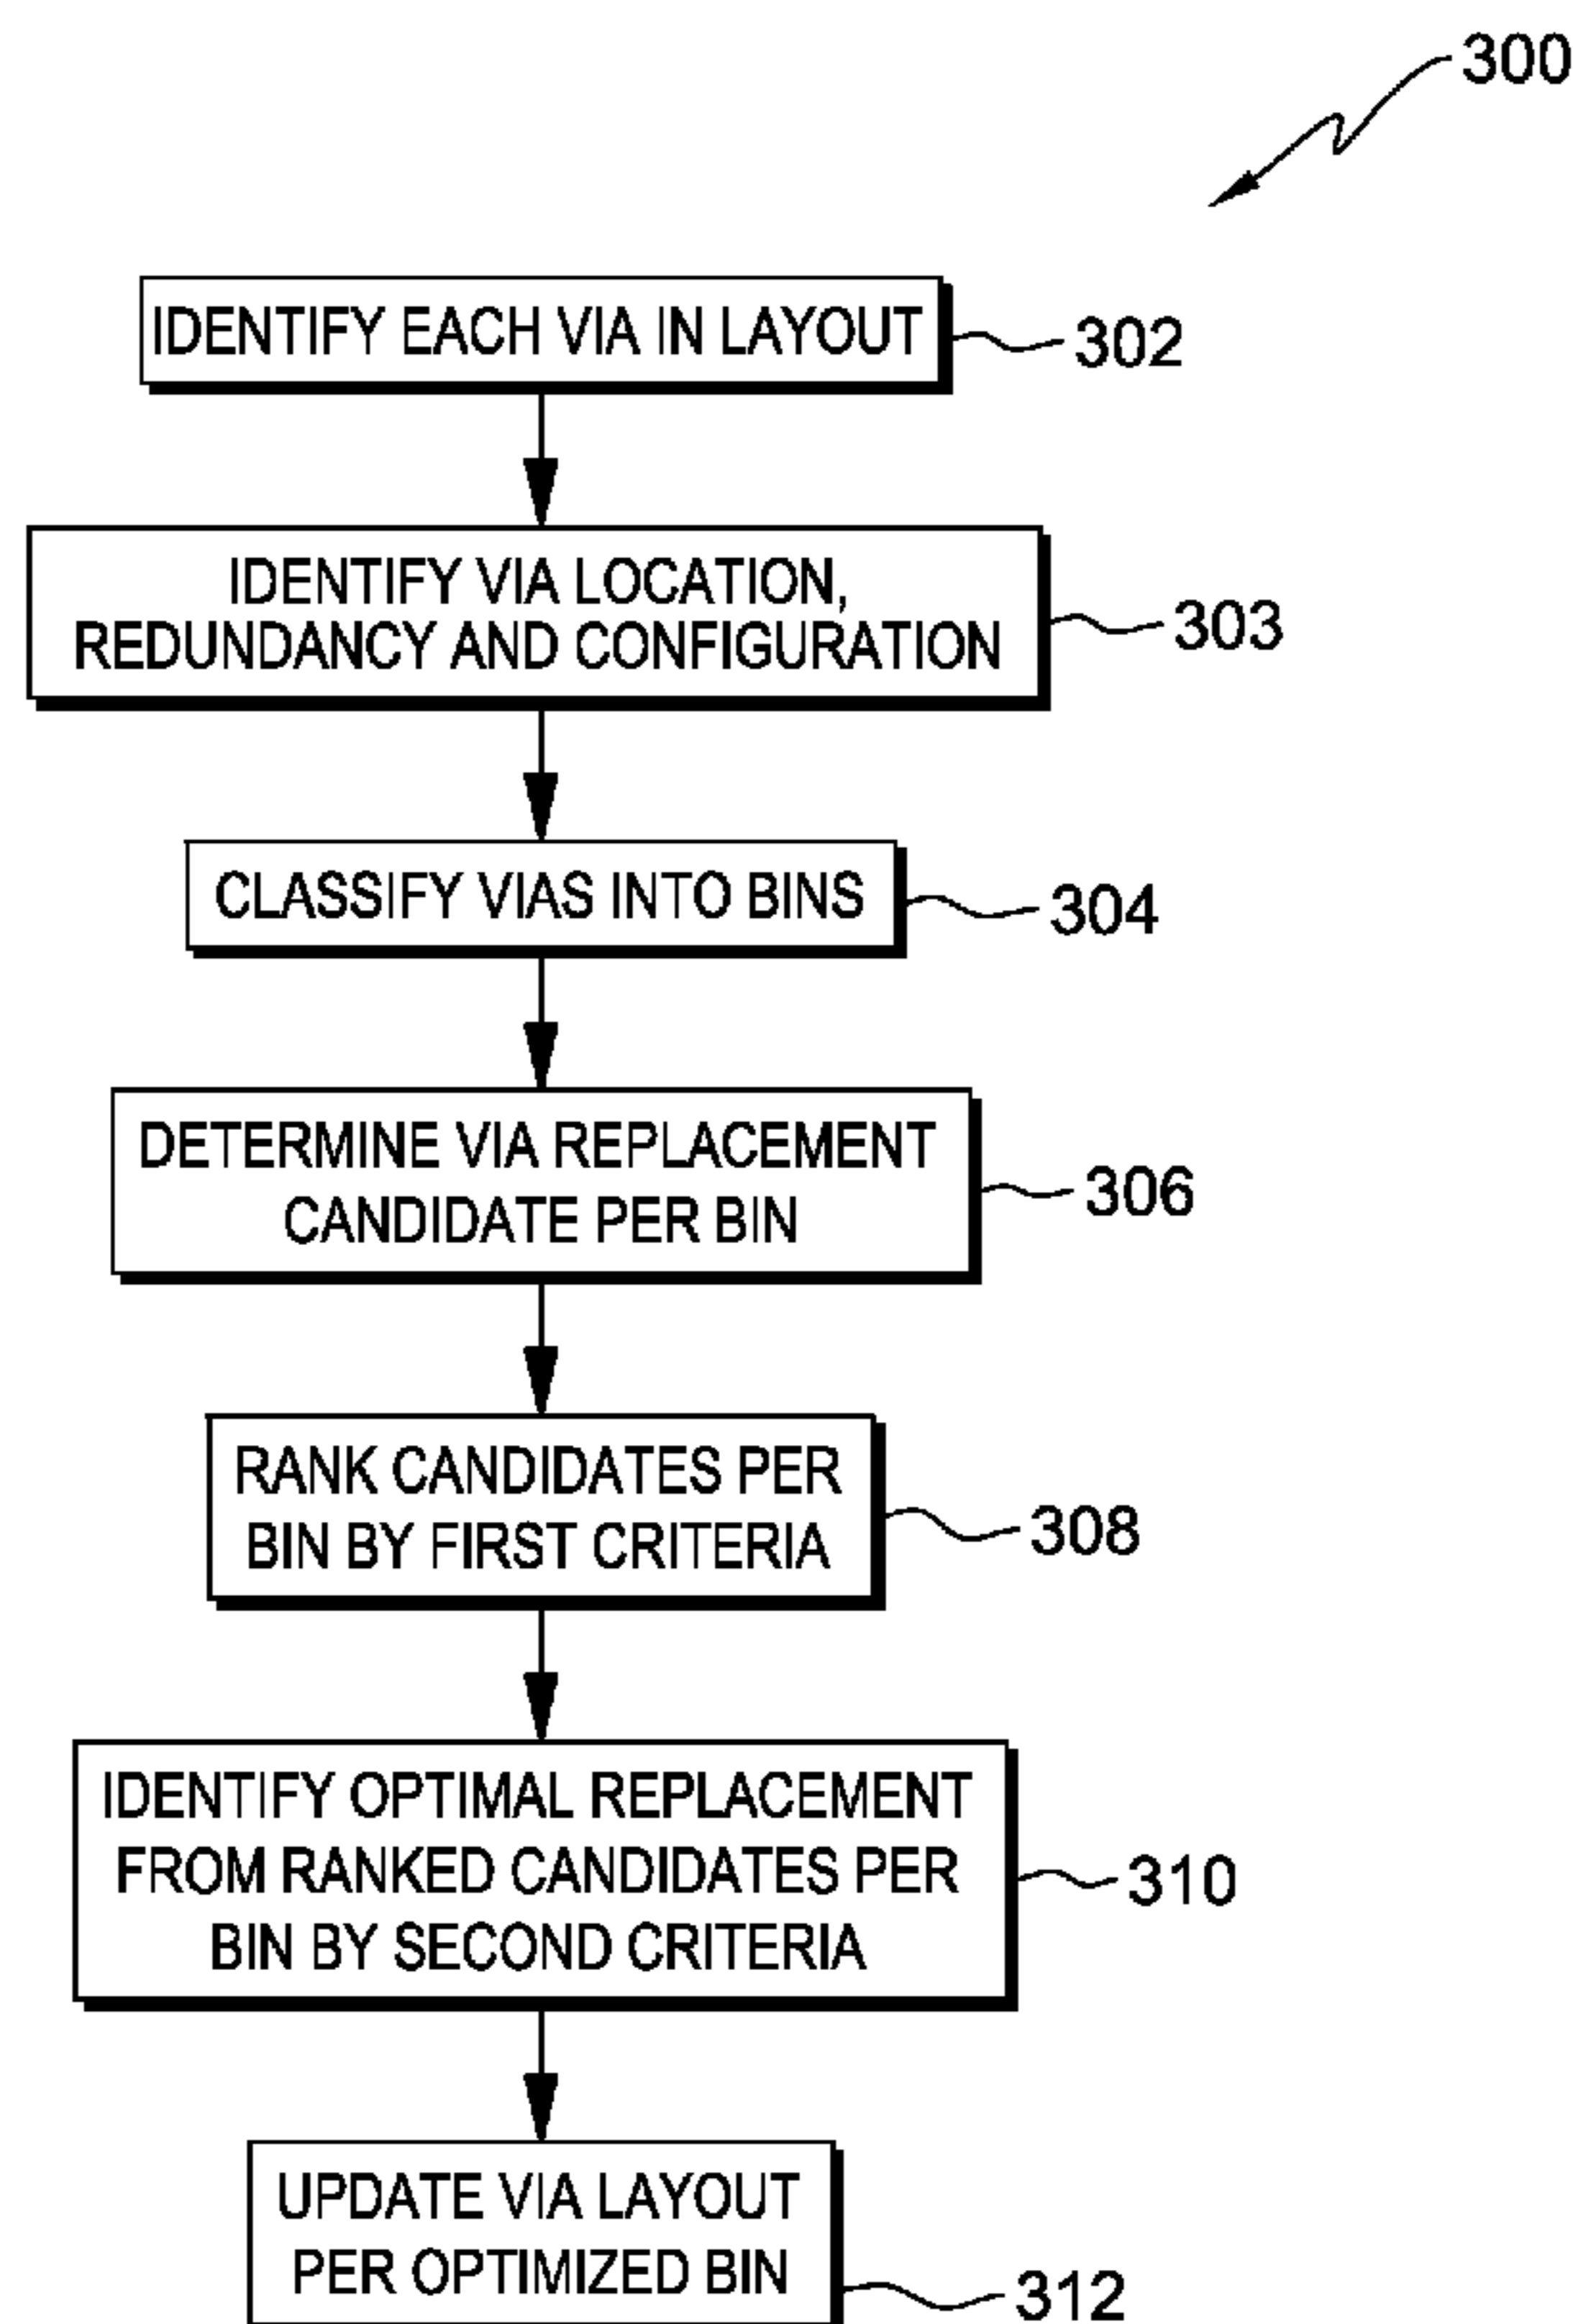 300
IDENTIFY EACH VIA IN LAYOUT
302
IDENTIFY VIA LOCATION,
REDUNDANCY AND CONFIGURATION
303
CLASSIFY VIAS INTO BINS
304
DETERMINE VIA REPLACEMENT
CANDIDATE PER BIN
306
RANK CANDIDATES PER
BIN BY FIRST CRITERIA
308
IDENTIFY OPTIMAL REPLACEMENT
FROM RANKED CANDIDATES PER
BIN BY SECOND CRITERIA
310
UPDATE VIA LAYOUT
PER OPTIMIZED BIN
312